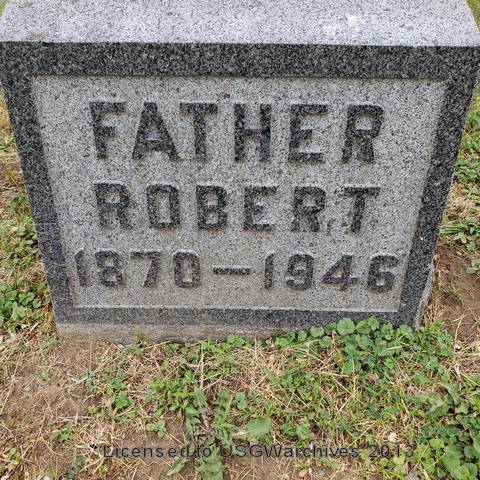 FATHER
ROBERT
1870-1946
Licensed to USGWarchives 2013